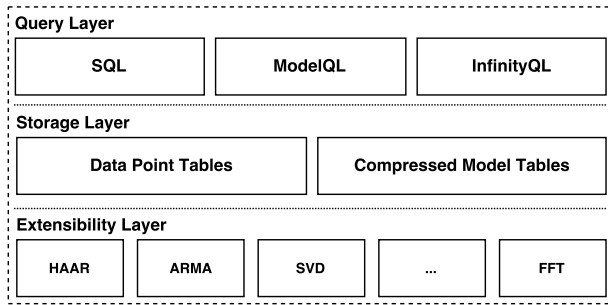 Query Layer
SQL
ModelQL
InfinityQL
Storage Layer
Data Point Tables
Compressed Model Tables
Extensibility Layer
HAAR
ARMA
SVD
...
FFT